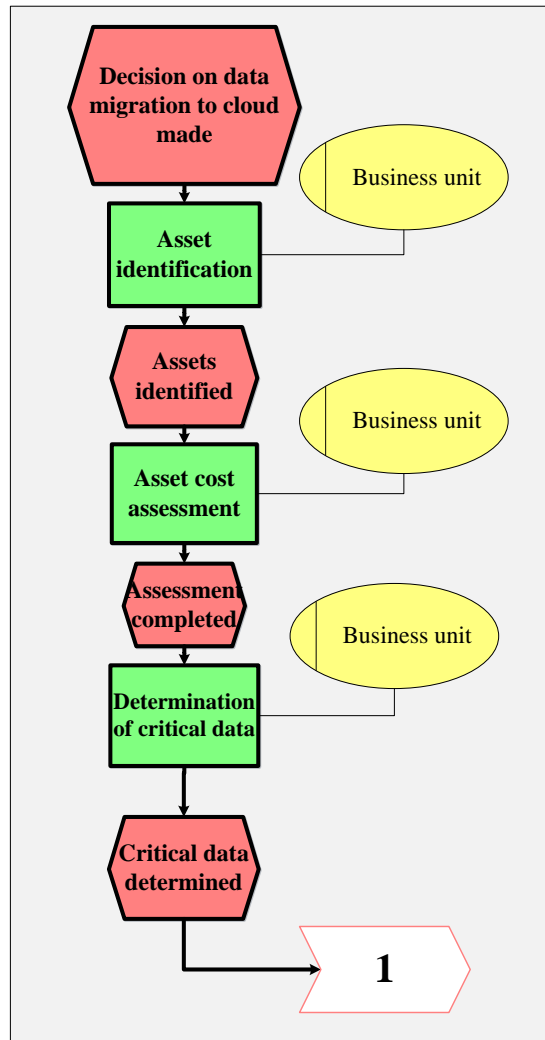 Decision on data
migration to cloud
made
Business unit
Asset
identification
Assets
identified
Business unit
Asset cost
assessment
Assessment
completed
Business unit
Determination
of critical data
Critical data
determined
1